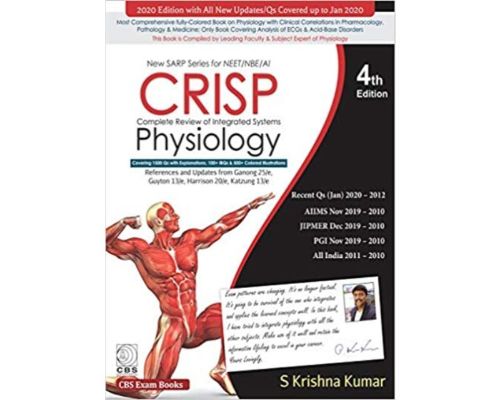 2020 Edition with All New Updates/Qs Covered up to Jan 2020
Most Comprehensive fully-Colored Book on Physiology with Clinical Correlations in Pharmacology,
Pathology & Medicine; Only Book Covering Analysis of ECGs & Acid-Base Disorders
This Book is Compiled by Leading Faculty & Subject Expert of Physiology
New SARP Series for NEET/NBE/AI
4th
Edition
CRISP
Complete Review of Integrated Systems
Physiology
Covering 1500 Qs with Explanations, 100+ IBQs & 600+ Colored Illustrations
References and Updates from Ganong 25/e,
Guyton 13/e, Harrison 20/e, Katzung 13/e
Recent Qs (Jan) 2020 – 2012
AIIMS Nov 2019 – 2010
JIPMER Dec 2019 – 2010
PGI Nov 2019 – 2010
All India 2011 – 2010
Exam patterns are changing. It's no longer factual.
It's going to be survival of the one who integrates
and applies the learned concepts well. In this book,
I have tried to integrate physiology with all the
other subjects. Make use of it well and retain the
information lifelong to excel in your career.
Yours Lovingly,
CBS
CBS Exam Books
S Krishna Kumar